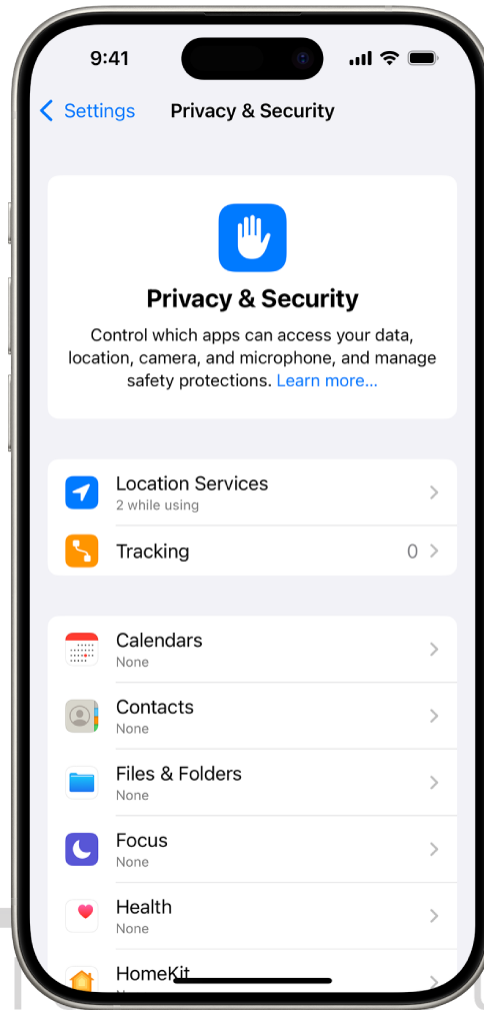 9:41
Settings
Privacy & Security
Privacy & Security
Control which apps can access your data,
location, camera, and microphone, and manage
safety protections. Learn more...
Location Services
2 while using
Tracking
0
Calendars
None
Contacts
None
Files & Folders
None
Focus
None
Health
None
HomeKit